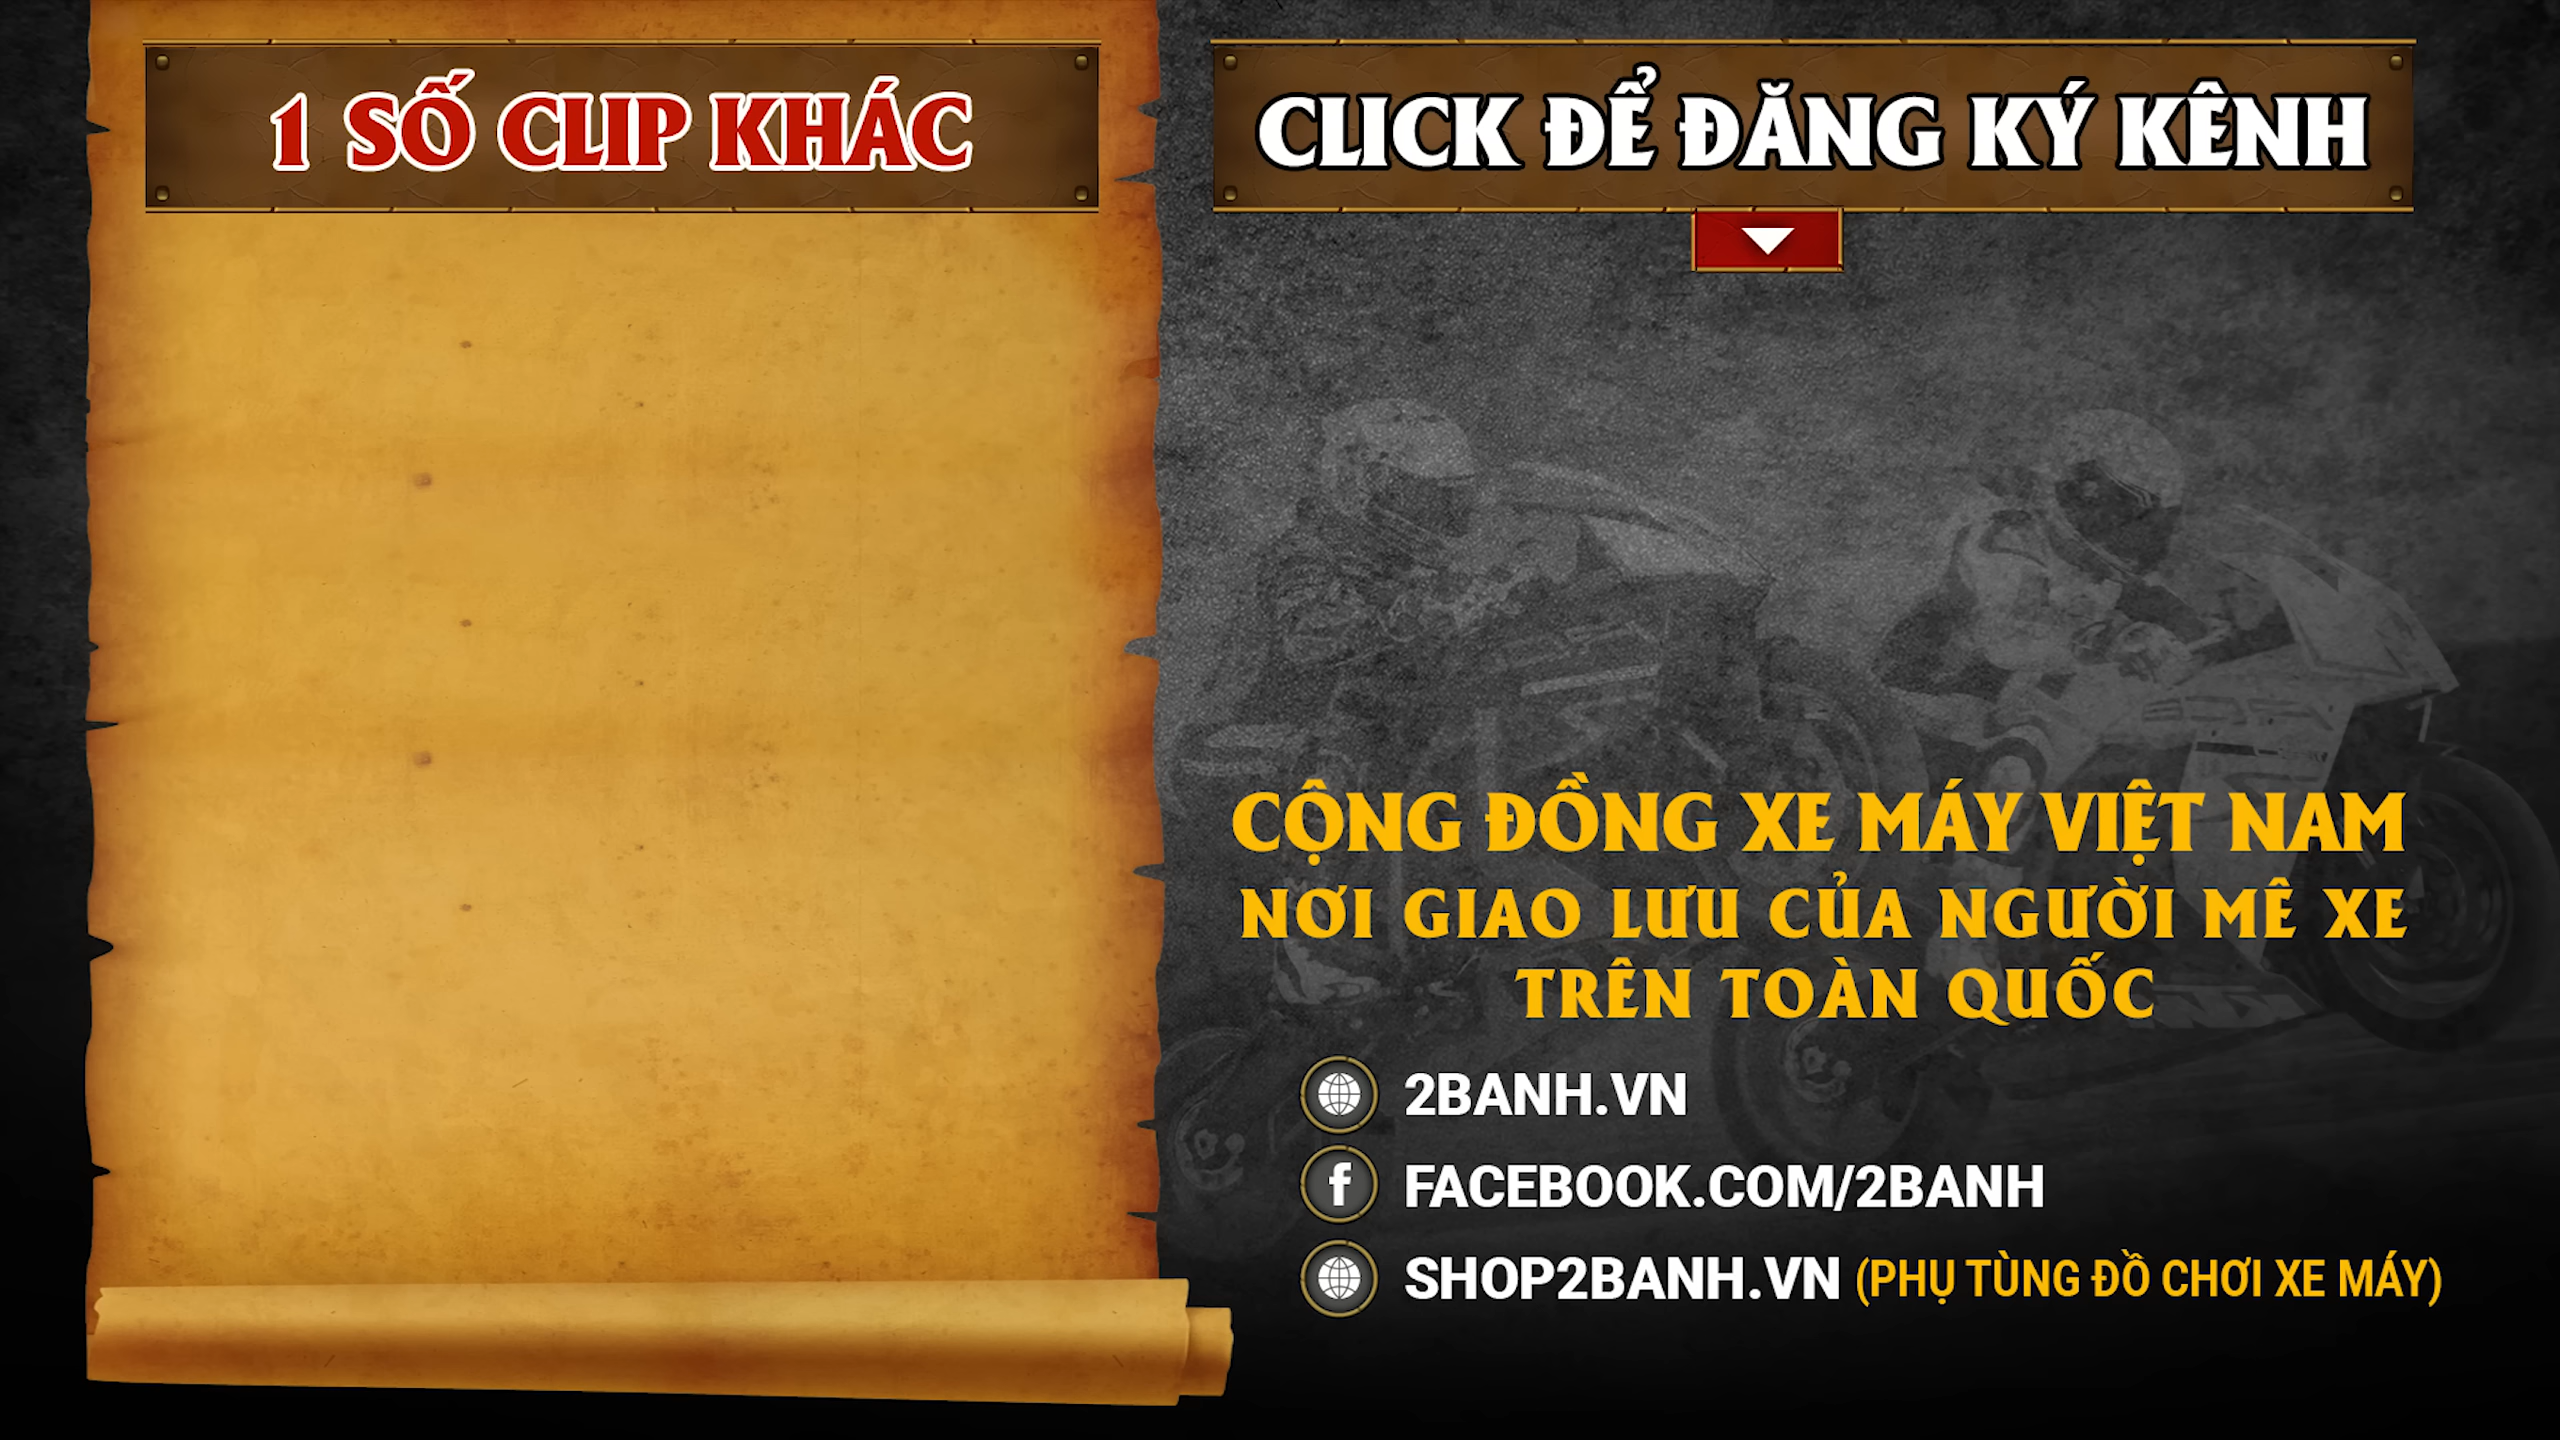 1 SỐ CLIP KHÁC
CLICK ĐỂ ĐĂNG KÝ KÊNH
CỘNG ĐỒNG XE MÁY VIỆT NAM
NƠI GIAO LƯU CỦA NGƯỜI MÊ XE
TRÊN TOÀN QUỐC
2BANH.VN
FACEBOOK.COM/2BANH
SHOP2BANH.VN (PHỤ TÙNG ĐỒ CHƠI XE MÁY)